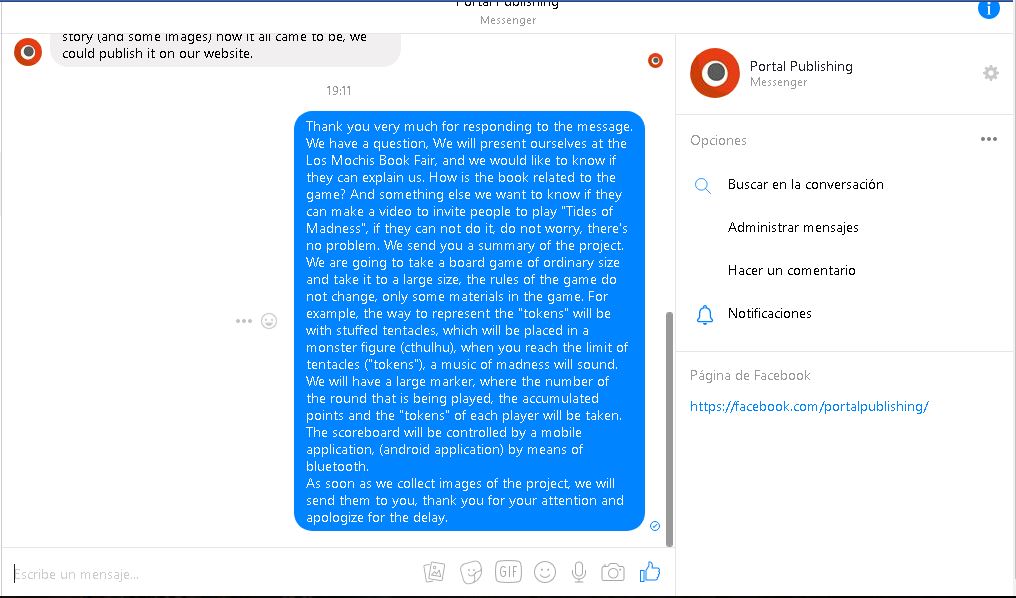 Portal Publishing
Messenger
story (and some images) how it all came to be, we
could publish it on our website.
19:11
Thank you very much for responding to the message.
We have a question, We will present ourselves at the
Los Mochis Book Fair, and we would like to know if
they can explain us. How is the book related to the
game? And something else we want to know if they
can make a video to invite people to play "Tides of
Madness", if they can not do it, do not worry, there's
no problem. We send you a summary of the project.
We are going to take a board game of ordinary size
and take it to a large size, the rules of the game do
not change, only some materials in the game. For
example, the way to represent the "tokens" will be
with stuffed tentacles, which will be placed in a
monster figure (cthulhu), when you reach the limit of
tentacles ("tokens"), a music of madness will sound.
We will have a large marker, where the number of
the round that is being played, the accumulated
points and the "tokens" of each player will be taken.
The scoreboard will be controlled by a mobile
application, (android application) by means of
bluetooth.
As soon as we collect images of the project, we will
send them to you, thank you for your attention and
apologize for the delay.
Escribe un mensaje...
GIF
Portal Publishing
Messenger
Opciones
Buscar en la conversación
Administrar mensajes
Hacer un comentario
Notificaciones
Página de Facebook
https://facebook.com/portalpublishing/